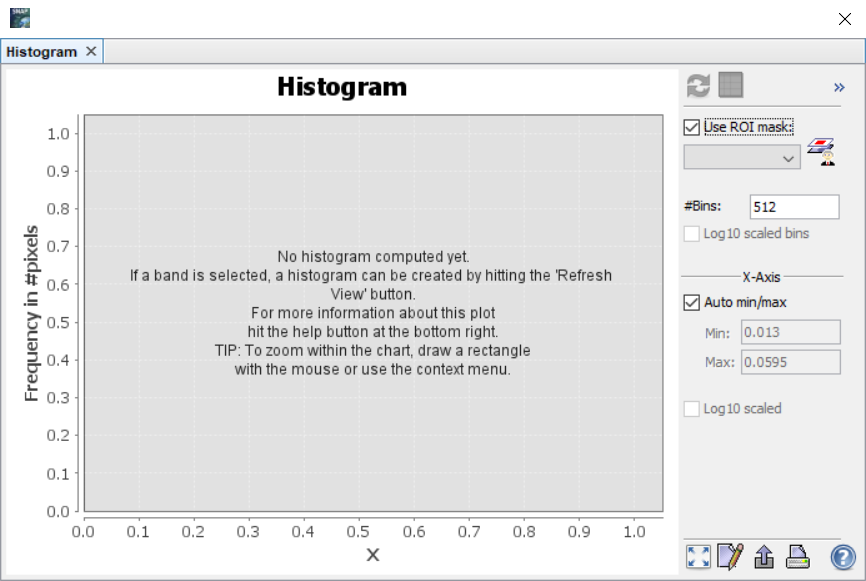 SNAP
Histogram
Histogram
Frequency in #pixels
1.0
0.9
0.8
0.7
0.6
0.5
0.4
0.3
0.2
0.1
0.0
No histogram computed yet.
If a band is selected, a histogram can be created by hitting the 'Refresh
View' button.
For more information about this plot
hit the help button at the bottom right.
TIP: To zoom within the chart, draw a rectangle
with the mouse or use the context menu.
0.0 0.1 0.2 0.3 0.4 0.5 0.6 0.7 0.8 0.9 1.0
X
Use ROI mask:
#Bins: 512
Log10 scaled bins
X-Axis
Auto min/max
Min: 0.013
Max: 0.0595
Log10 scaled